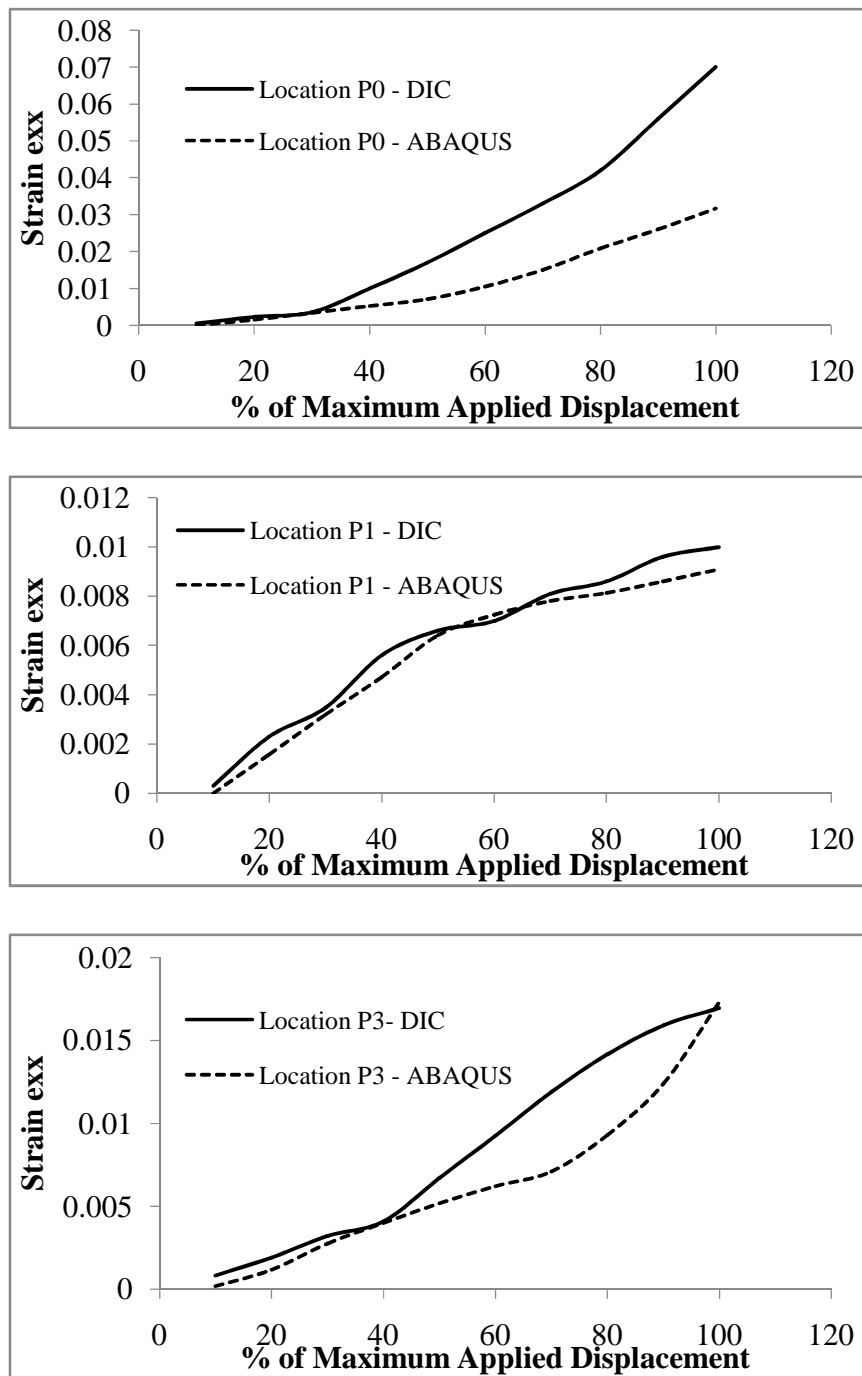 0.08
0.07
0.06
0.05
0.04
0.03
0.02
0.01
0
Strain exx
Location P0 - DIC
Location P0 - ABAQUS
0 20 40 60 80 100 120
% of Maximum Applied Displacement
0.012
0.01
0.008
0.006
0.004
0.002
0
Strain exx
Location P1 - DIC
Location P1 - ABAQUS
0 20 40 60 80 100 120
% of Maximum Applied Displacement
0.02
0.015
0.01
0.005
0
Strain exx
Location P3- DIC
Location P3 - ABAQUS
0 20 40 60 80 100 120
% of Maximum Applied Displacement